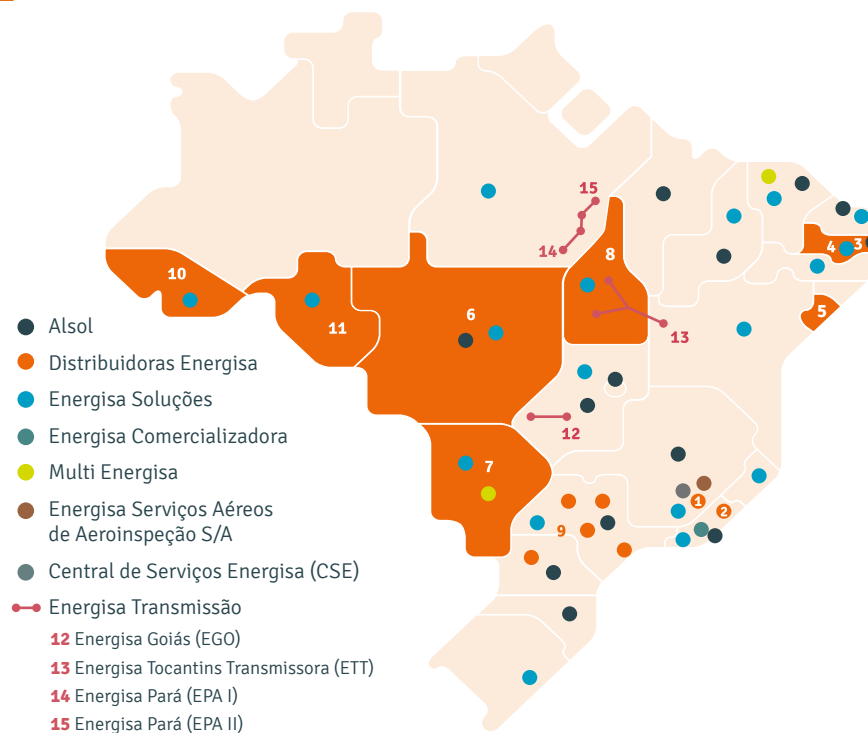 15
14
8
4
3
10
5
6
11
13
Alsol
Distribuidoras Energisa
Energisa Soluções
12
Energisa Comercializadora
7
Multi Energisa
1
Energisa Serviços Aéreos
de Aeroinspeção S/A
2
9
Central de Serviços Energisa (CSE)
Energisa Transmissão
12 Energisa Goiás (EGO)
13 Energisa Tocantins Transmissora (ETT)
14 Energisa Pará (EPA I)
15 Energisa Pará (EPA II)